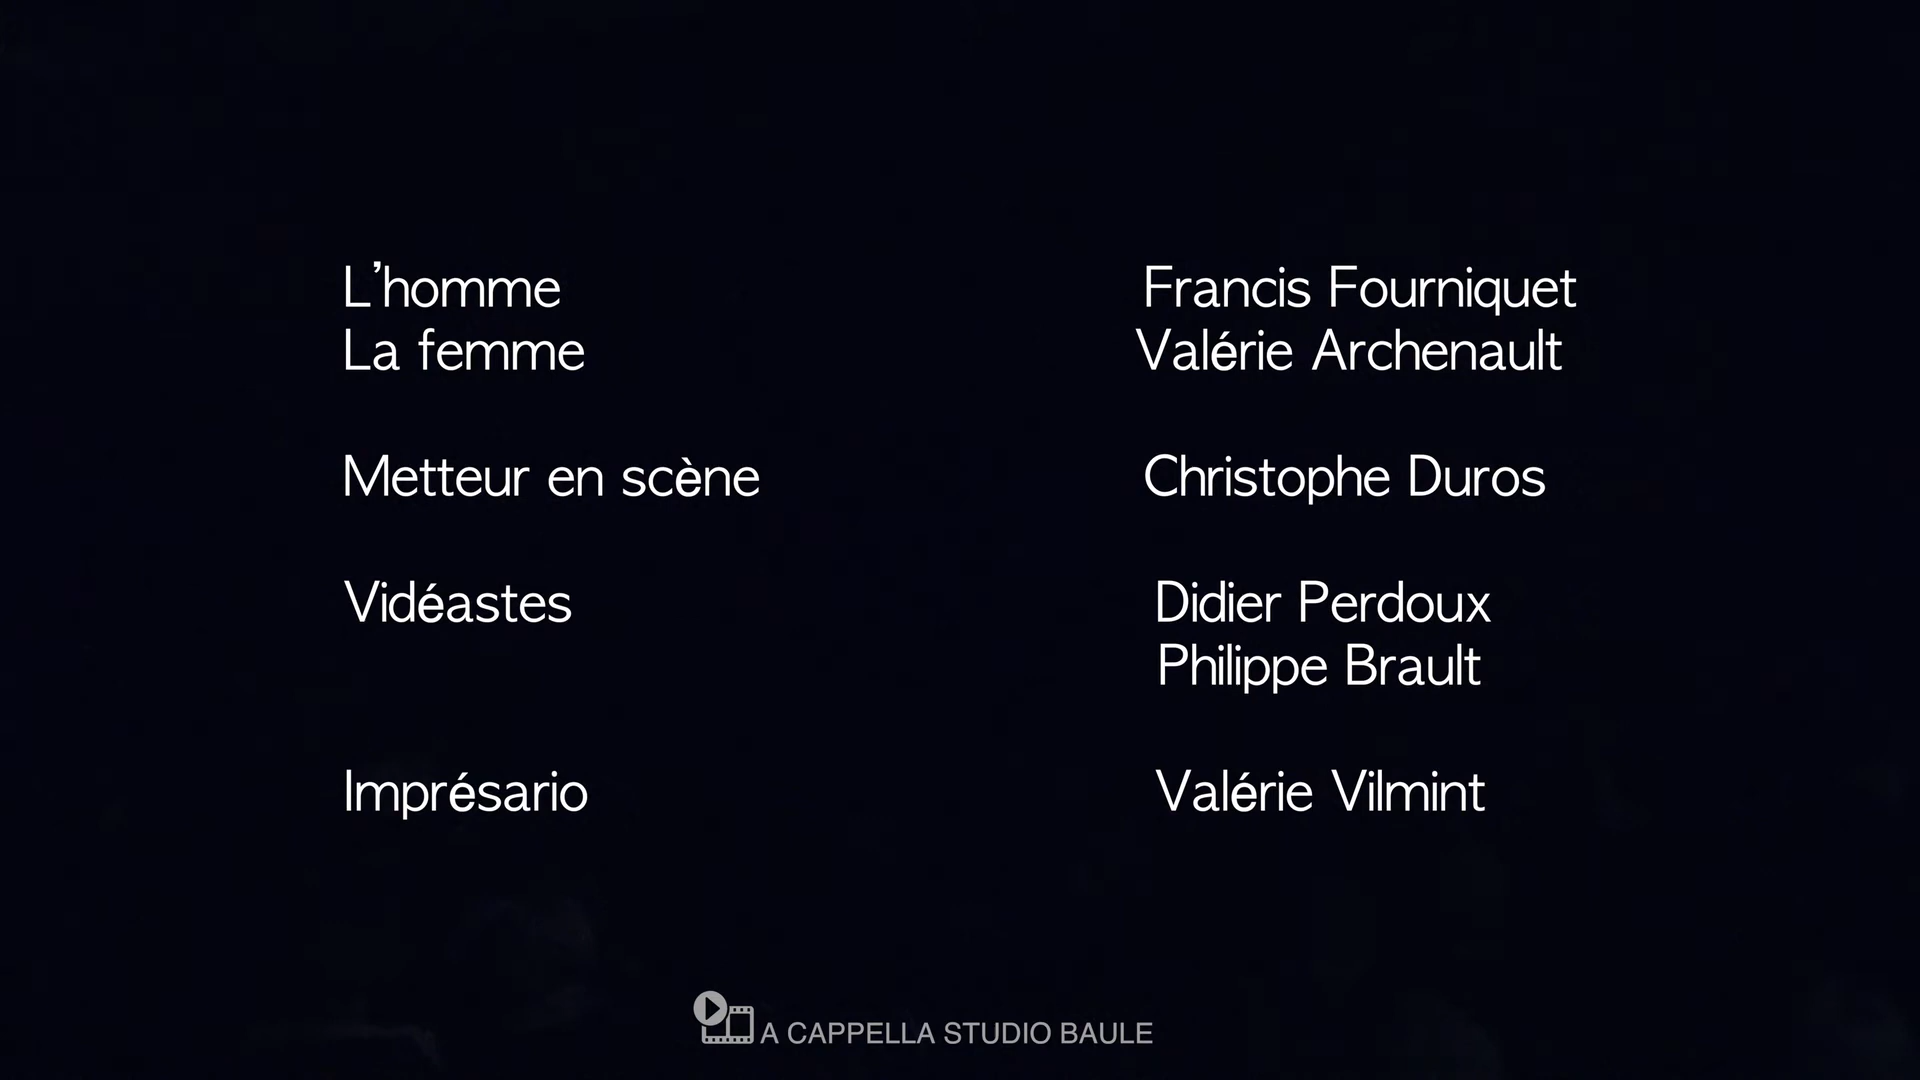 L'homme Francis Fourniquet
La femme Valérie Archenault
Metteur en scène Christophe Duros
Vidéastes Didier Perdoux
Philippe Brault
Imprésario Valérie Vilmint
A CAPPELLA STUDIO BAULE